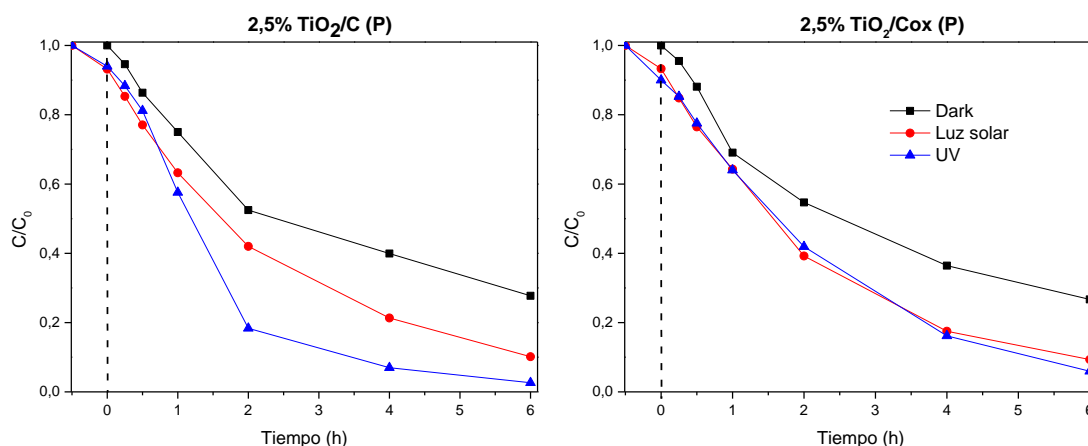 2,5% TiO2/C (P)
1,0
0,8
0,6
0,4
0,2
0,0
C/C0
0 1 2 3 4 5 6
Tiempo (h)
2,5% TiO2/Cox (P)
1,0
0,8
0,6
0,4
0,2
0,0
C/C0
0 1 2 3 4 5 6
Tiempo (h)
Dark
Luz solar
UV